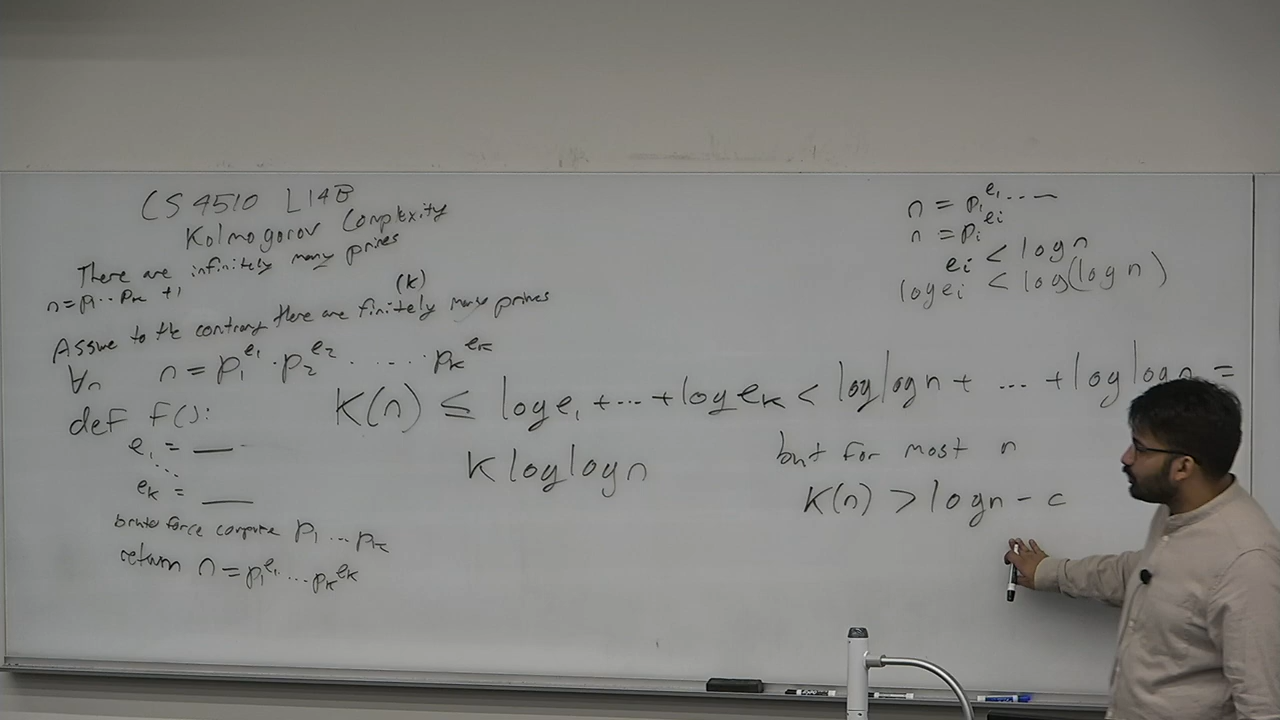 CS 4510 L14B
Kolmogorov Complexity
There are infinitely many primes
n = p₁ ... pₖ + 1
(k)
Assume to the contrary there are finitely many primes
∀n n = p₁^e₁ · p₂^e₂ · .... pₖ^eₖ
def f():
e₁ = __
...
eₖ = __
brute force compute p₁ ... pₖ
return n = p₁^e₁ ... pₖ^eₖ
K(n) ≤ log e₁ + ... + log eₖ < log log n + ... + log log n =
K log log n
but for most n
K(n) > log n - c
n = p₁^e₁ ...
n = pᵢ^eᵢ
eᵢ < log n
log eᵢ < log(log n)